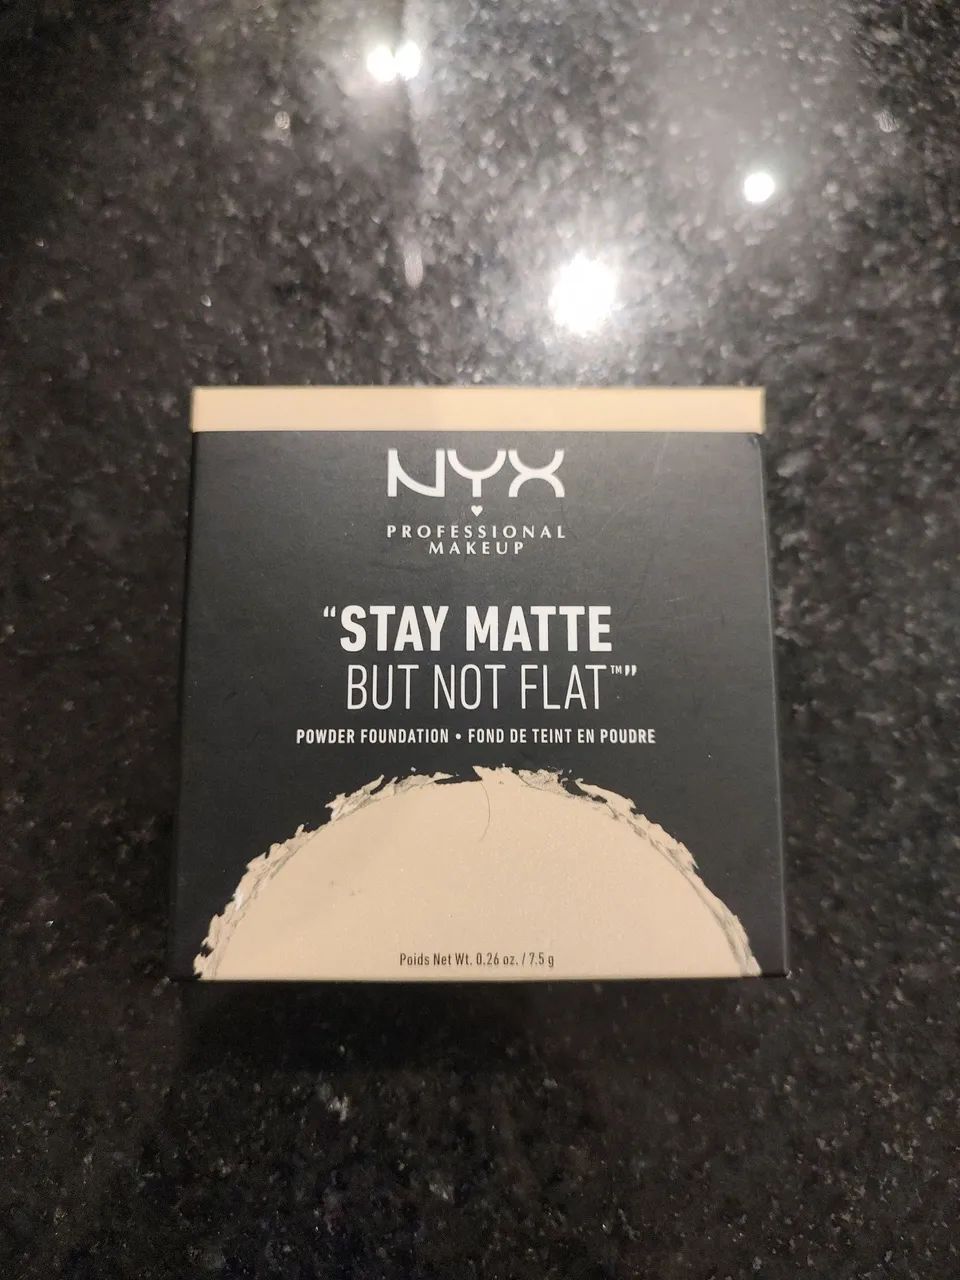 NYX
PROFESSIONAL
MAKEUP
“STAY MATTE
BUT NOT FLAT™”
POWDER FOUNDATION • FOND DE TEINT EN POUDRE
Poids Net Wt. 0.26 oz. / 7.5 g